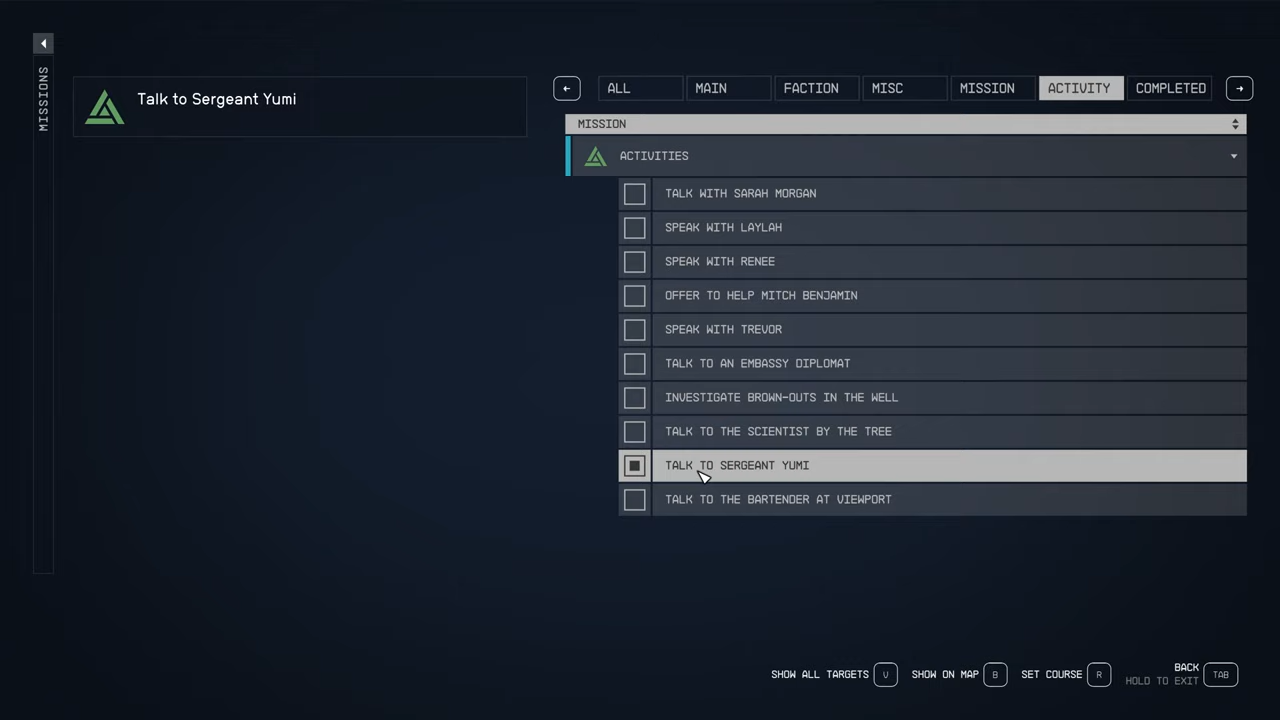 MISSIONS
Talk to Sergeant Yumi
ALL
MAIN
FACTION
MISC
MISSION
ACTIVITY
COMPLETED
MISSION
ACTIVITIES
TALK WITH SARAH MORGAN
SPEAK WITH LAYLAH
SPEAK WITH RENEE
OFFER TO HELP MITCH BENJAMIN
SPEAK WITH TREVOR
TALK TO AN EMBASSY DIPLOMAT
INVESTIGATE BROWN-OUTS IN THE WELL
TALK TO THE SCIENTIST BY THE TREE
TALK TO SERGEANT YUMI
TALK TO THE BARTENDER AT VIEWPORT
SHOW ALL TARGETS V
SHOW ON MAP B
SET COURSE R
BACK
HOLD TO EXIT
TAB